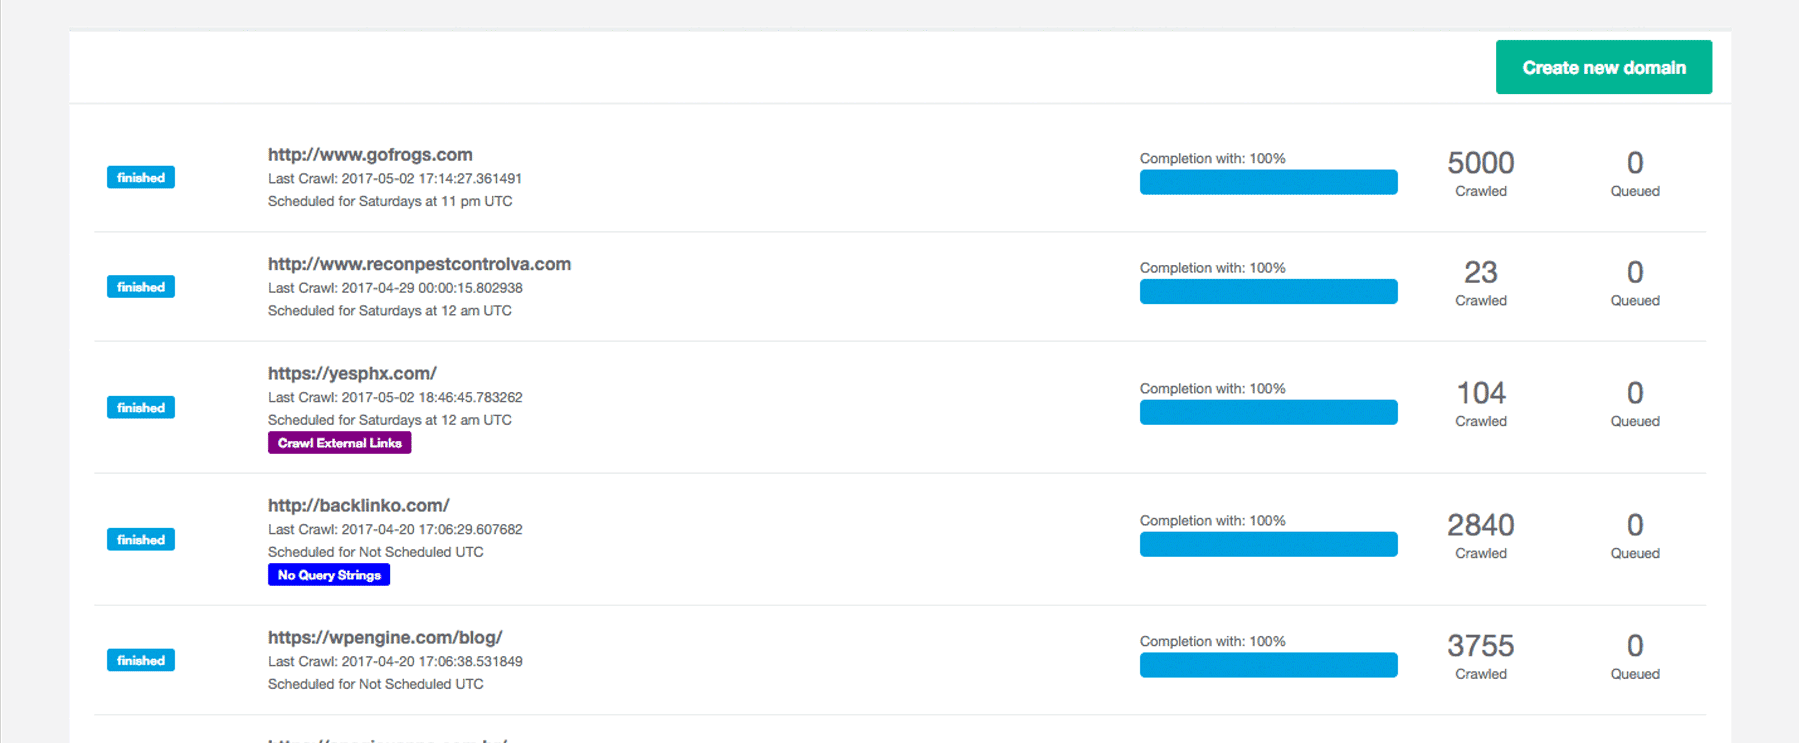 Create new domain
finished
http://www.gofrogs.com
Last Crawl: 2017-05-02 17:14:27.361491
Scheduled for Saturdays at 11 pm UTC
Completion with: 100%
5000
Crawled
0
Queued
finished
http://www.reconpestcontrolva.com
Last Crawl: 2017-04-29 00:00:15.802938
Scheduled for Saturdays at 12 am UTC
Completion with: 100%
23
Crawled
0
Queued
finished
https://yesphx.com/
Last Crawl: 2017-05-02 18:46:45.783262
Scheduled for Saturdays at 12 am UTC
Crawl External Links
Completion with: 100%
104
Crawled
0
Queued
finished
http://backlinko.com/
Last Crawl: 2017-04-20 17:06:29.607682
Scheduled for Not Scheduled UTC
No Query Strings
Completion with: 100%
2840
Crawled
0
Queued
finished
https://wpengine.com/blog/
Last Crawl: 2017-04-20 17:06:38.531849
Scheduled for Not Scheduled UTC
Completion with: 100%
3755
Crawled
0
Queued